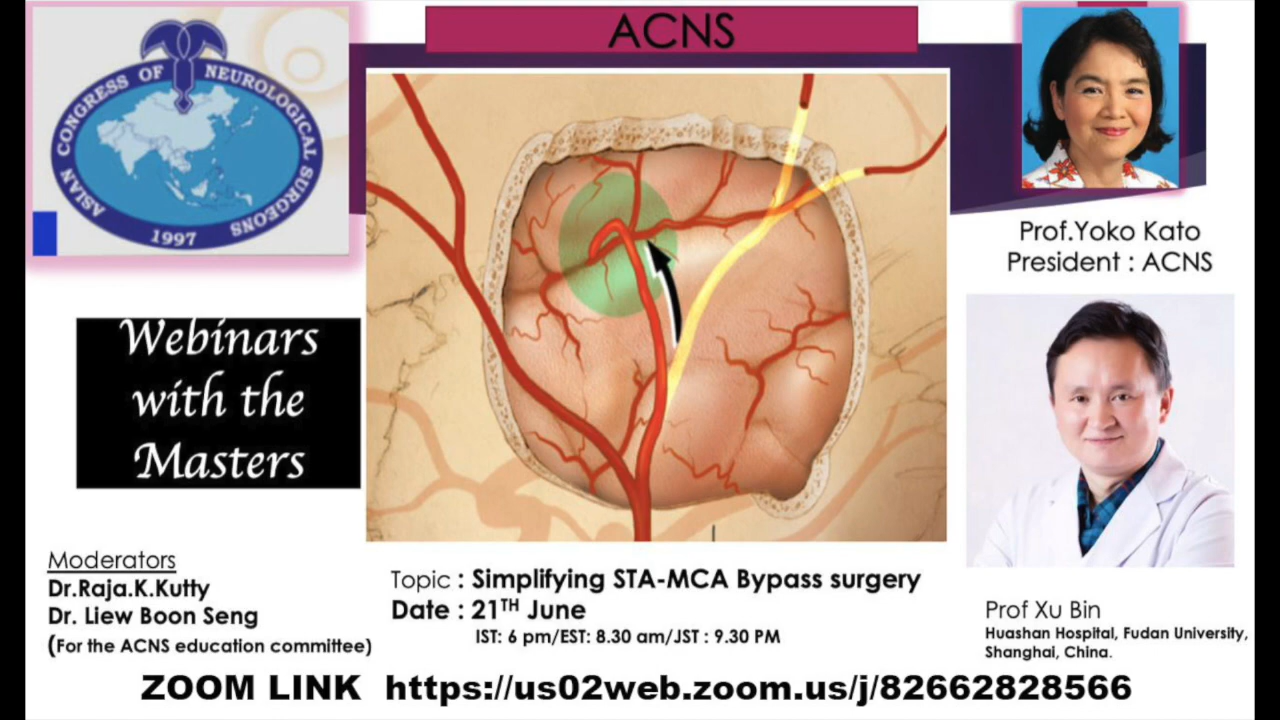 ACNS
ASIAN CONGRESS OF NEUROLOGICAL SURGEONS
1997
Prof.Yoko Kato
President : ACNS
Webinars
with the
Masters
Moderators
Dr.Raja.K.Kutty
Dr. Liew Boon Seng
(For the ACNS education committee)
Topic : Simplifying STA-MCA Bypass surgery
Date : 21TH June
IST: 6 pm/EST: 8.30 am/JST : 9.30 PM
Prof Xu Bin
Huashan Hospital, Fudan University,
Shanghai, China.
ZOOM LINK https://us02web.zoom.us/j/82662828566